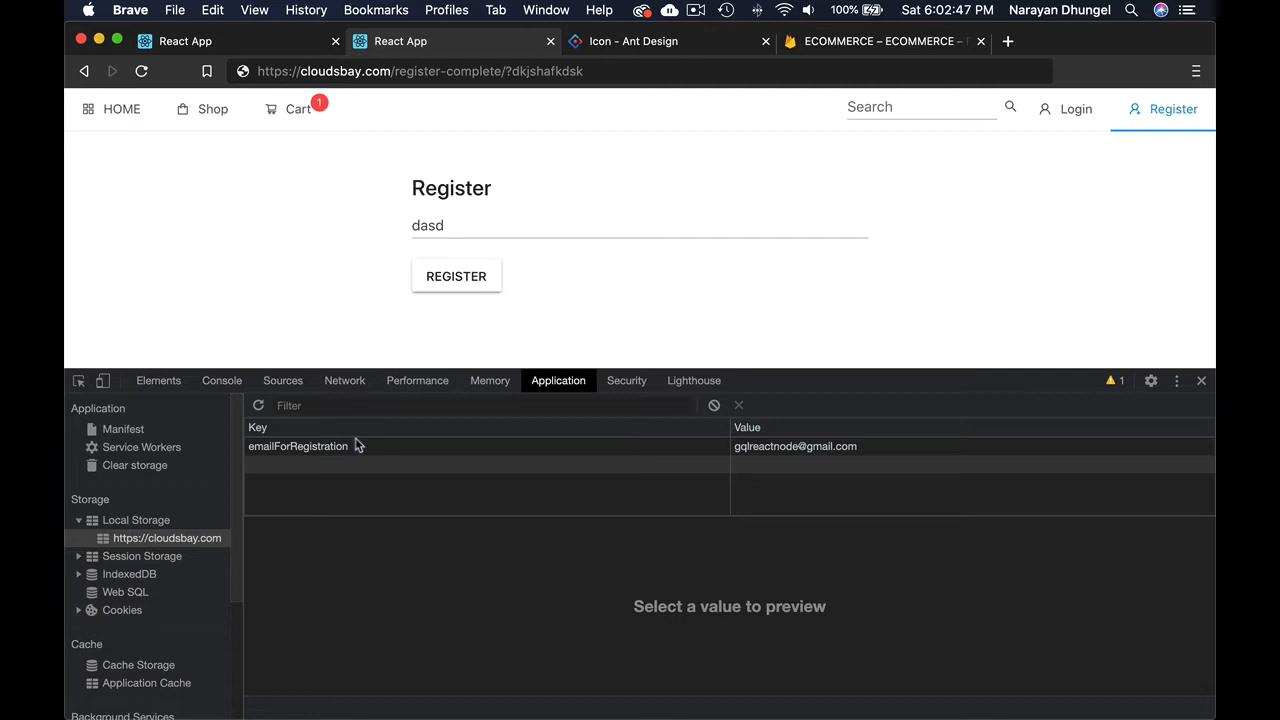 Brave File Edit View History Bookmarks Profiles Tab Window Help 100% Sat 6:02:47 PM Narayan Dhungel
React App React App Icon - Ant Design ECOMMERCE – ECOMMERCE –
https://cloudsbay.com/register-complete/?dkjshafkdsk
HOME Shop Cart 1 Search Login Register
Register
dasd
REGISTER
Elements Console Sources Network Performance Memory Application Security Lighthouse 1
Application Filter
Key Value
Manifest
emailForRegistration gqlreactnode@gmail.com
Service Workers
Clear storage
Storage
Local Storage
https://cloudsbay.com
Session Storage
IndexedDB
Web SQL
Cookies
Select a value to preview
Cache
Cache Storage
Application Cache
Background Services